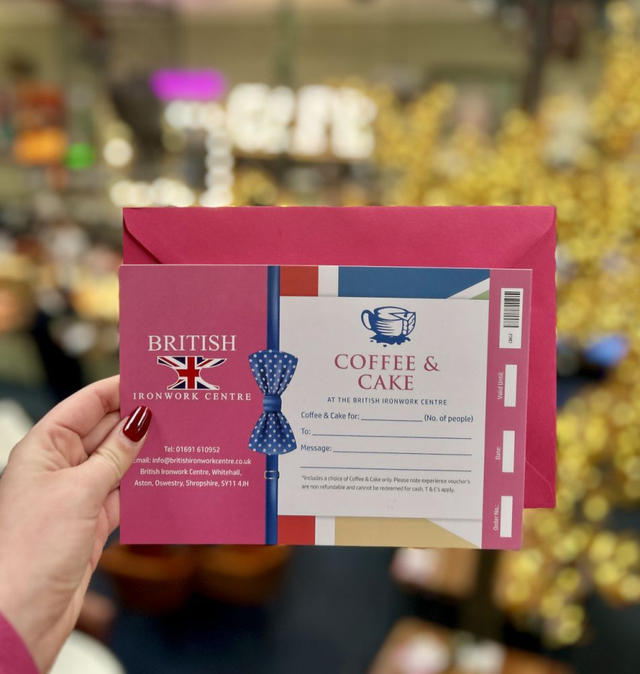 BRITISH
IRONWORK CENTRE
Tel: 01691 610952
Email: info@britishironworkcentre.co.uk
British Ironwork Centre, Whitehall,
Aston, Oswestry, Shropshire, SY11 4JH
COFFEE &
CAKE
AT THE BRITISH IRONWORK CENTRE
Coffee & Cake for: (No. of people)
To:
Message:
*Includes a choice of Coffee & Cake only. Please note experience voucher's
are non refundable and cannot be redeemed for cash, T & C's apply.
Valid Until:
Date:
Order No.: